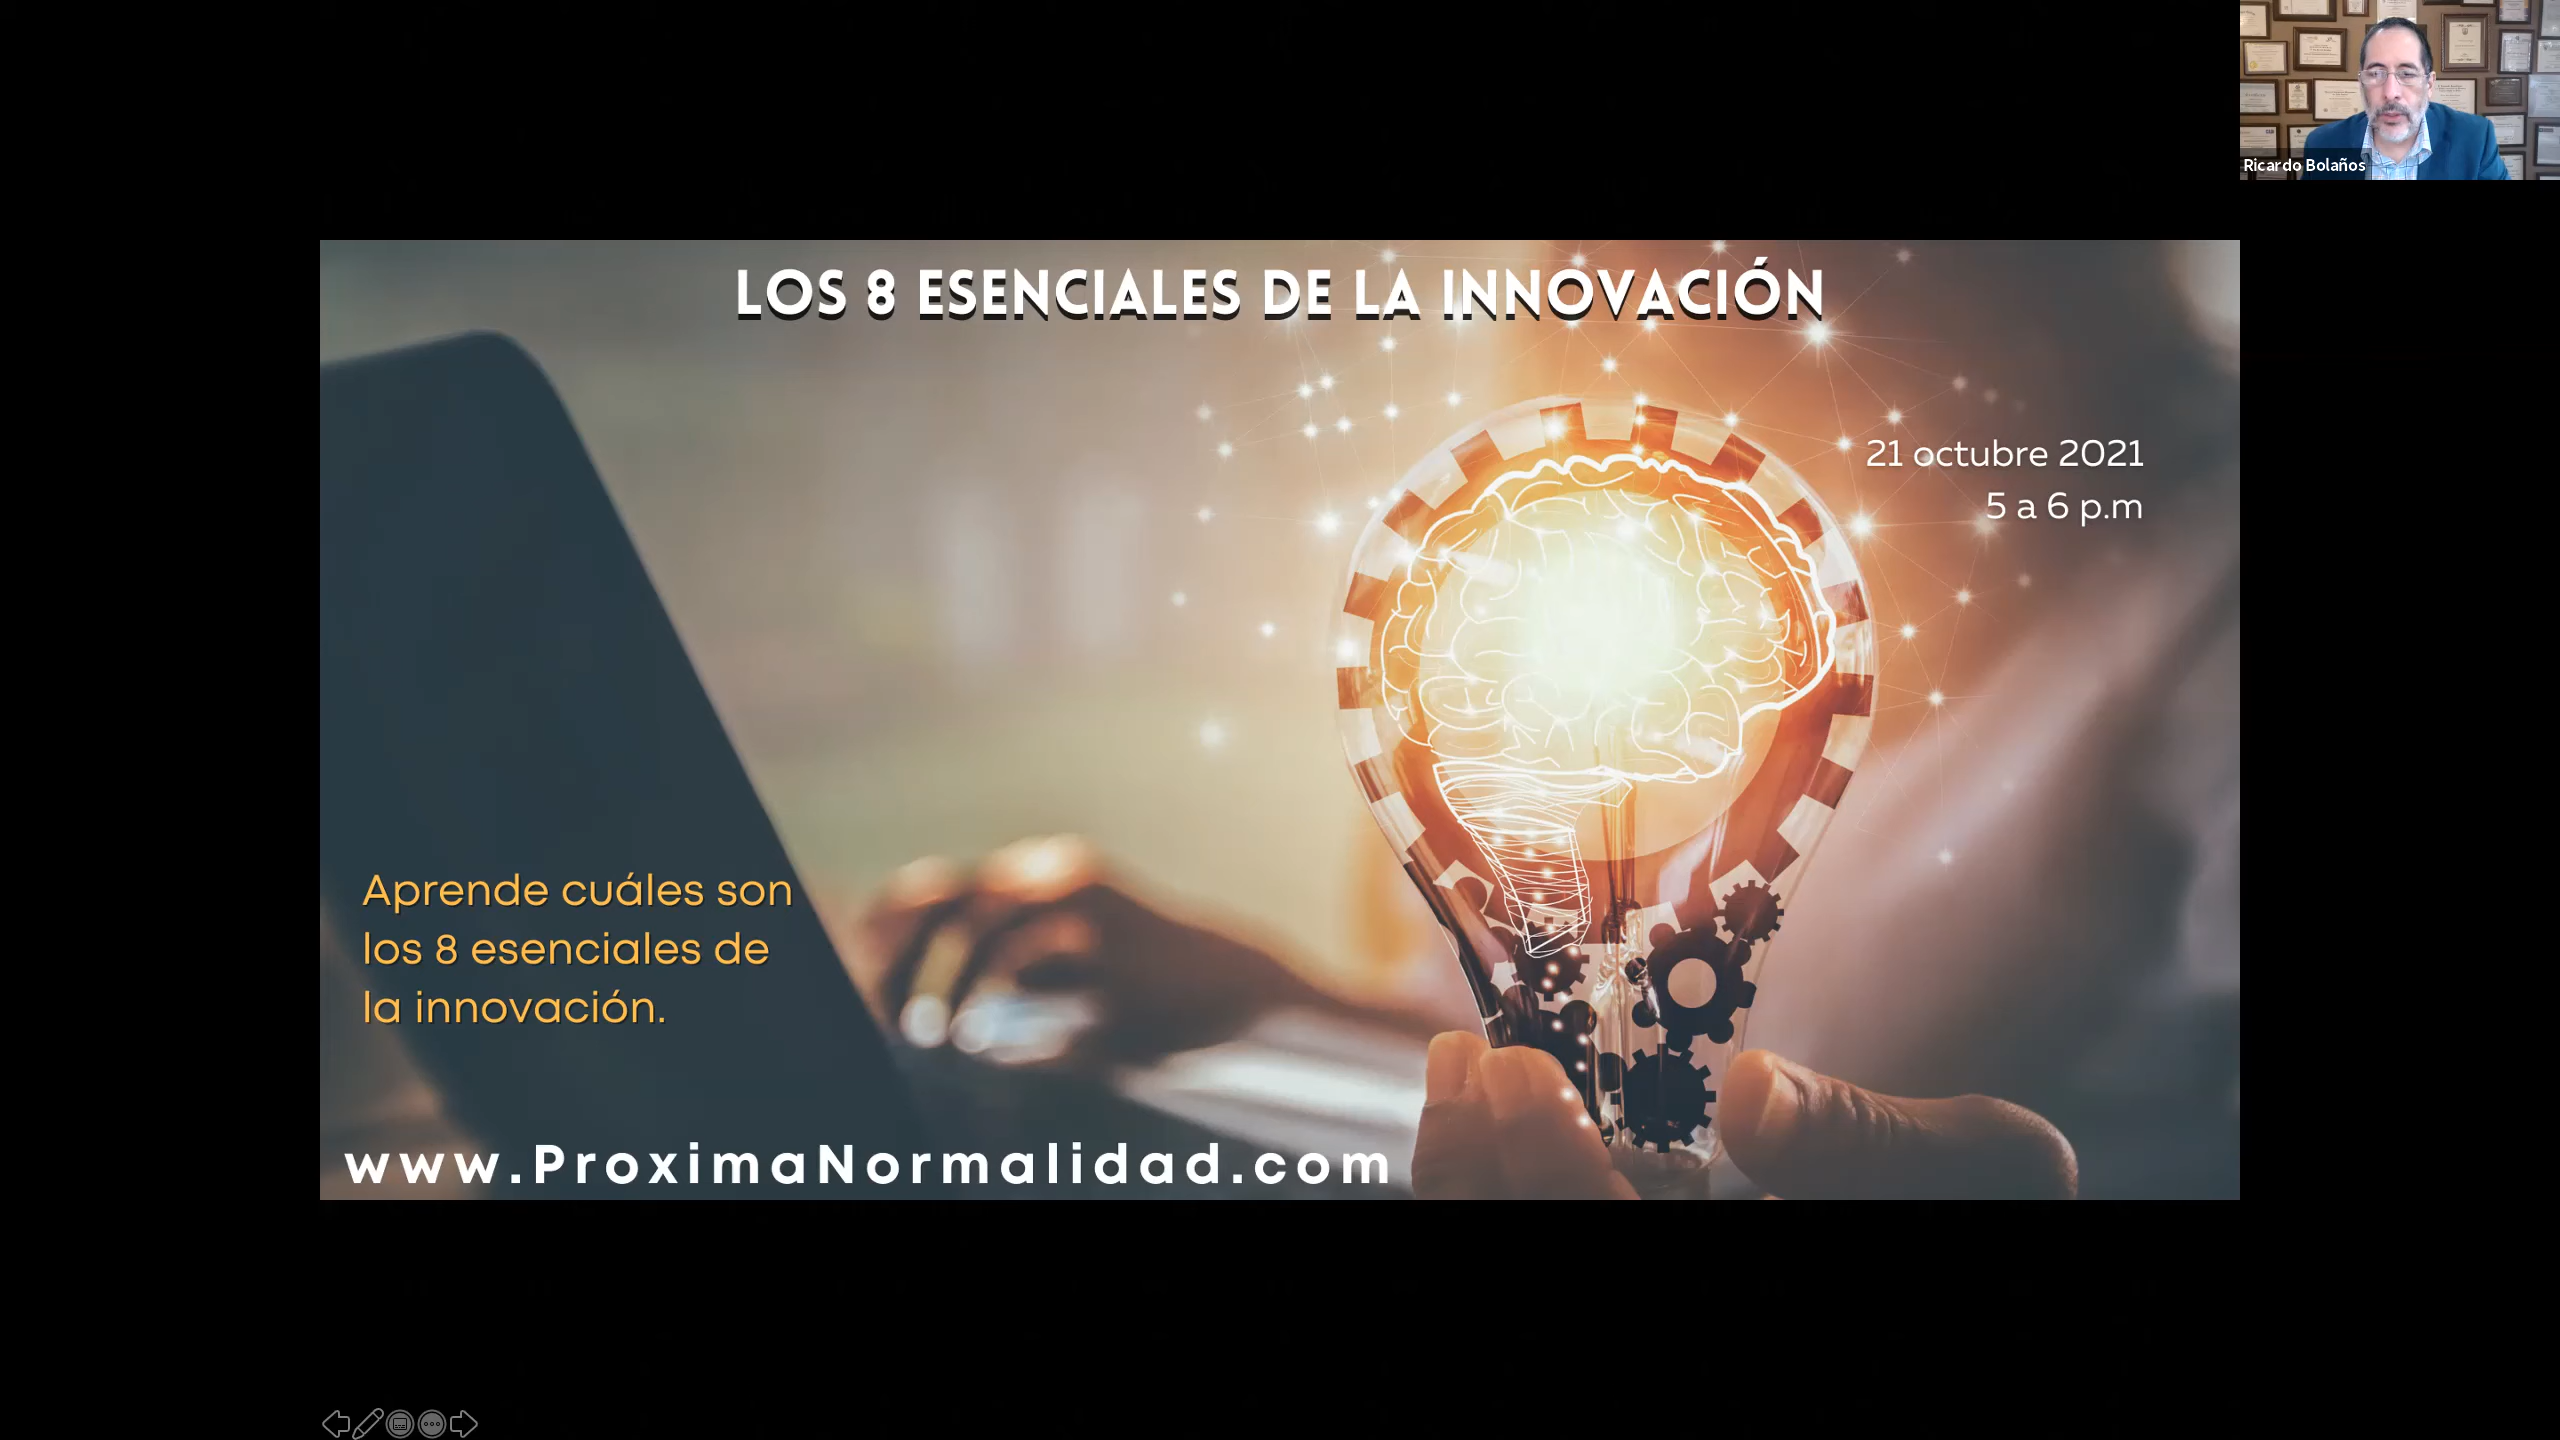 Ricardo Bolaños
LOS 8 ESENCIALES DE LA INNOVACIÓN
21 octubre 2021
5 a 6 p.m
Aprende cuáles son
los 8 esenciales de
la innovación.
www.ProximaNormalidad.com